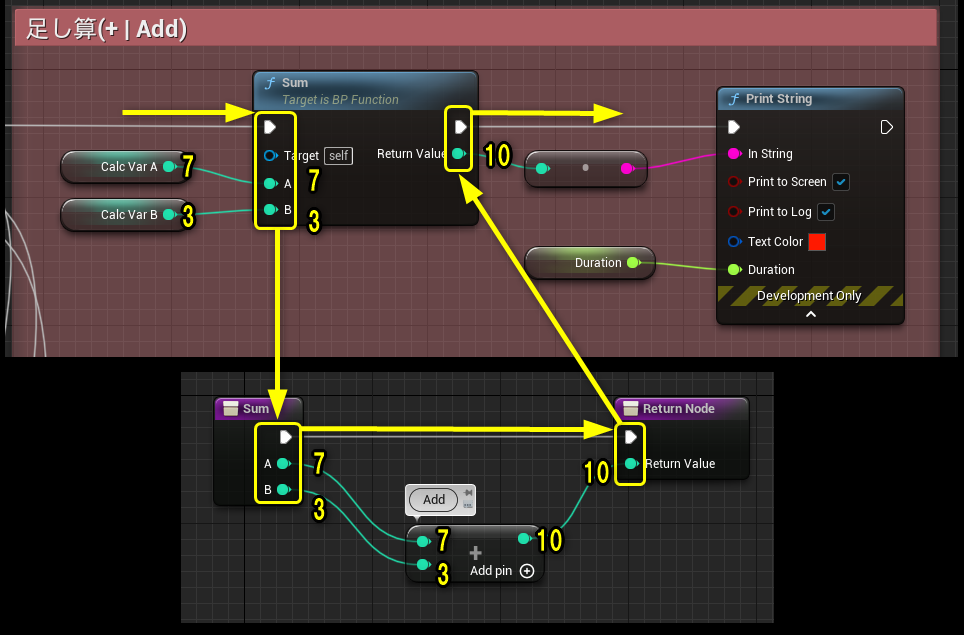 足し算(+ | Add)
f Sum
Target is BP Function
Target self
Return Value
10
Calc Var A 7
A 7
Calc Var B 3
B 3
f Print String
In String
Print to Screen
Print to Log
Text Color
Duration
Duration
Development Only
Sum
A 7
B 3
Return Node
10 Return Value
Add
7
+
10
3
Add pin